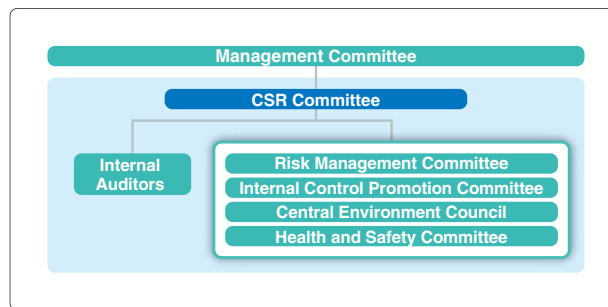 Management Committee
CSR Committee
Internal
Auditors
Risk Management Committee
Internal Control Promotion Committee
Central Environment Council
Health and Safety Committee